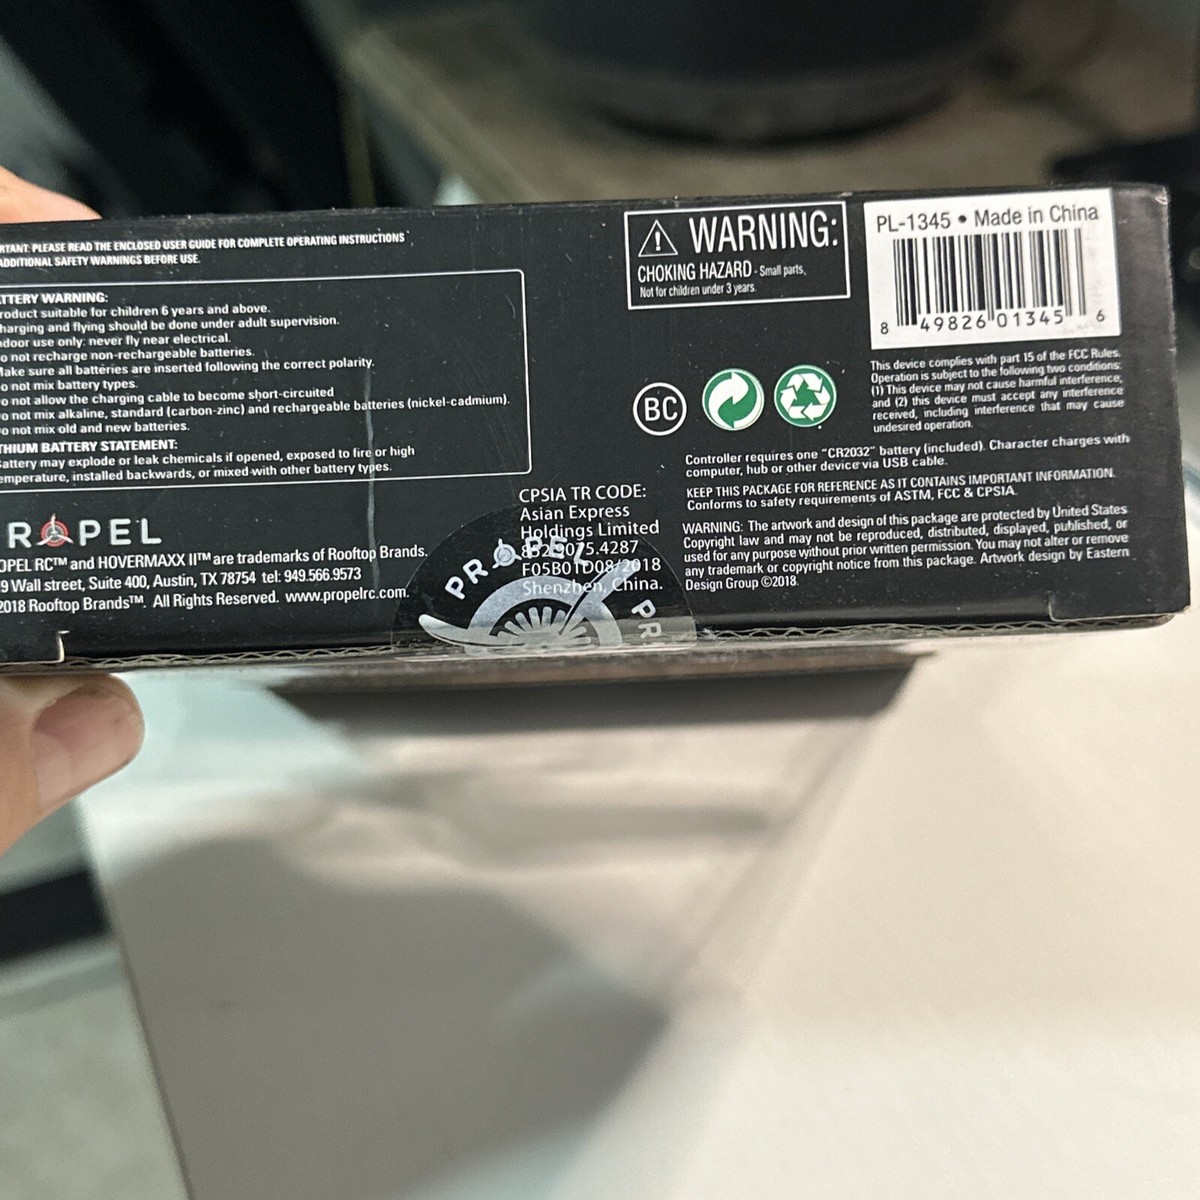 PLEASE READ THE ENCLOSED USER GUIDE FOR COMPLETE OPERATING INSTRUCTIONS
ADDITIONAL SAFETY WARNINGS BEFORE USE.
WARNING:
suitable for children 6 years and above.
and flying should be done under adult supervision.
use only: never fly near electrical.
not recharge non-rechargeable batteries.
sure all batteries are inserted following the correct polarity.
not mix battery types.
not allow the charging cable to become short-circuited
not mix alkaline, standard (carbon-zinc) and rechargeable batteries (nickel-cadmium).
not mix old and new batteries.
BATTERY STATEMENT:
may explode or leak chemicals if opened, exposed to fire or high
installed backwards, or mixed with other battery types.
ROPEL
OPEL RC™ and HOVERMAXX II™ are trademarks of Rooftop Brands.
9 Wall street, Suite 400, Austin, TX 78754 tel: 949.566.9573
2018 Rooftop Brands™. All Rights Reserved. www.propelrc.com.
CPSIA TR CODE:
Asian Express
Holdings Limited
4287
F05B01D08/2018
Shenzhen, China.
PROPEL
PR
WARNING:
CHOKING HAZARD - Small parts,
Not for children under 3 years.
BC
PL-1345 • Made in China
8 49826 01345 6
This device complies with part 15 of the FCC Rules.
Operation is subject to the following two conditions:
(1) This device may not cause harmful interference,
and (2) this device must accept any interference
received, including interference that may cause
undesired operation.
Controller requires one "CR2032" battery (included). Character charges with
computer, hub or other device via USB cable.
KEEP THIS PACKAGE FOR REFERENCE AS IT CONTAINS IMPORTANT INFORMATION.
Conforms to safety requirements of ASTM, FCC & CPSIA.
WARNING: The artwork and design of this package are protected by United States
Copyright law and may not be reproduced, distributed, displayed, published, or
used for any purpose without prior written permission. You may not alter or remove
any trademark or copyright notice from this package. Artwork design by Eastern
Design Group ©2018.